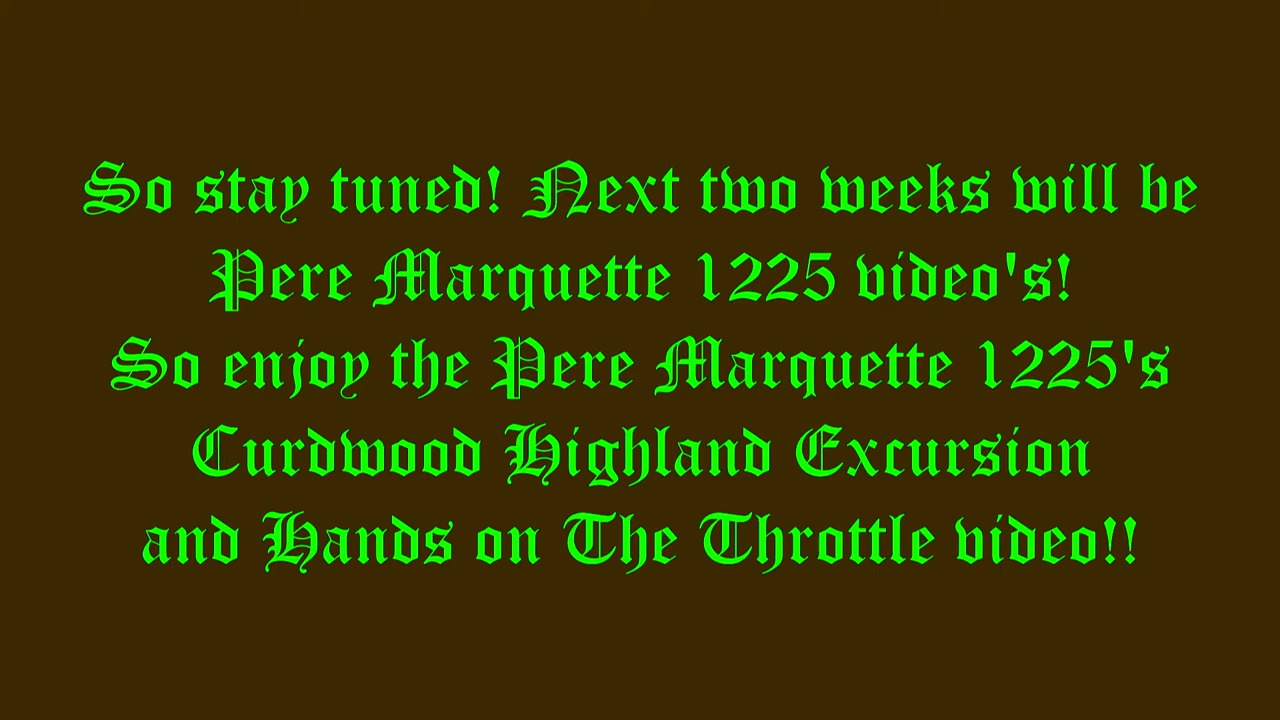 So stay tuned! Next two weeks will be
Pere Marquette 1225 video's!
So enjoy the Pere Marquette 1225's
Curdwood Highland Excursion
and Hands on The Throttle video!!